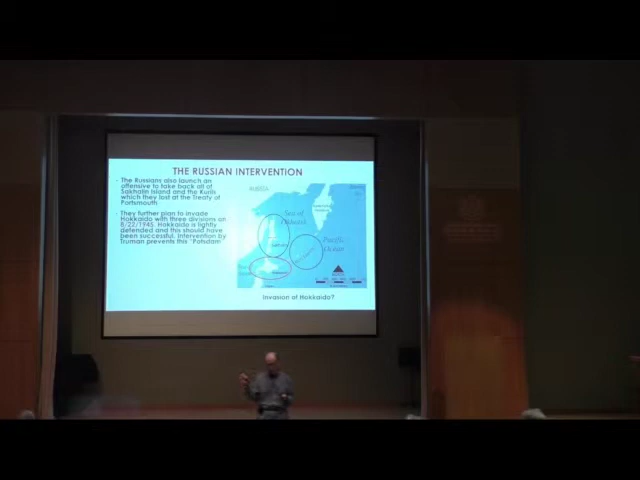 THE RUSSIAN INTERVENTION
- The Russians also launch an
offensive to take back all of
Sakhalin Island and the Kurils
which they lost at the Treaty of
Portsmouth
- They further plan to invade
Hokkaido with three divisions on
8/22/1945. Hokkaido is lightly
defended and this should have
been successful. Intervention by
Truman prevents this "Potsdam
Sea of
Okhotsk
Pacific
Ocean
Invasion of Hokkaido?